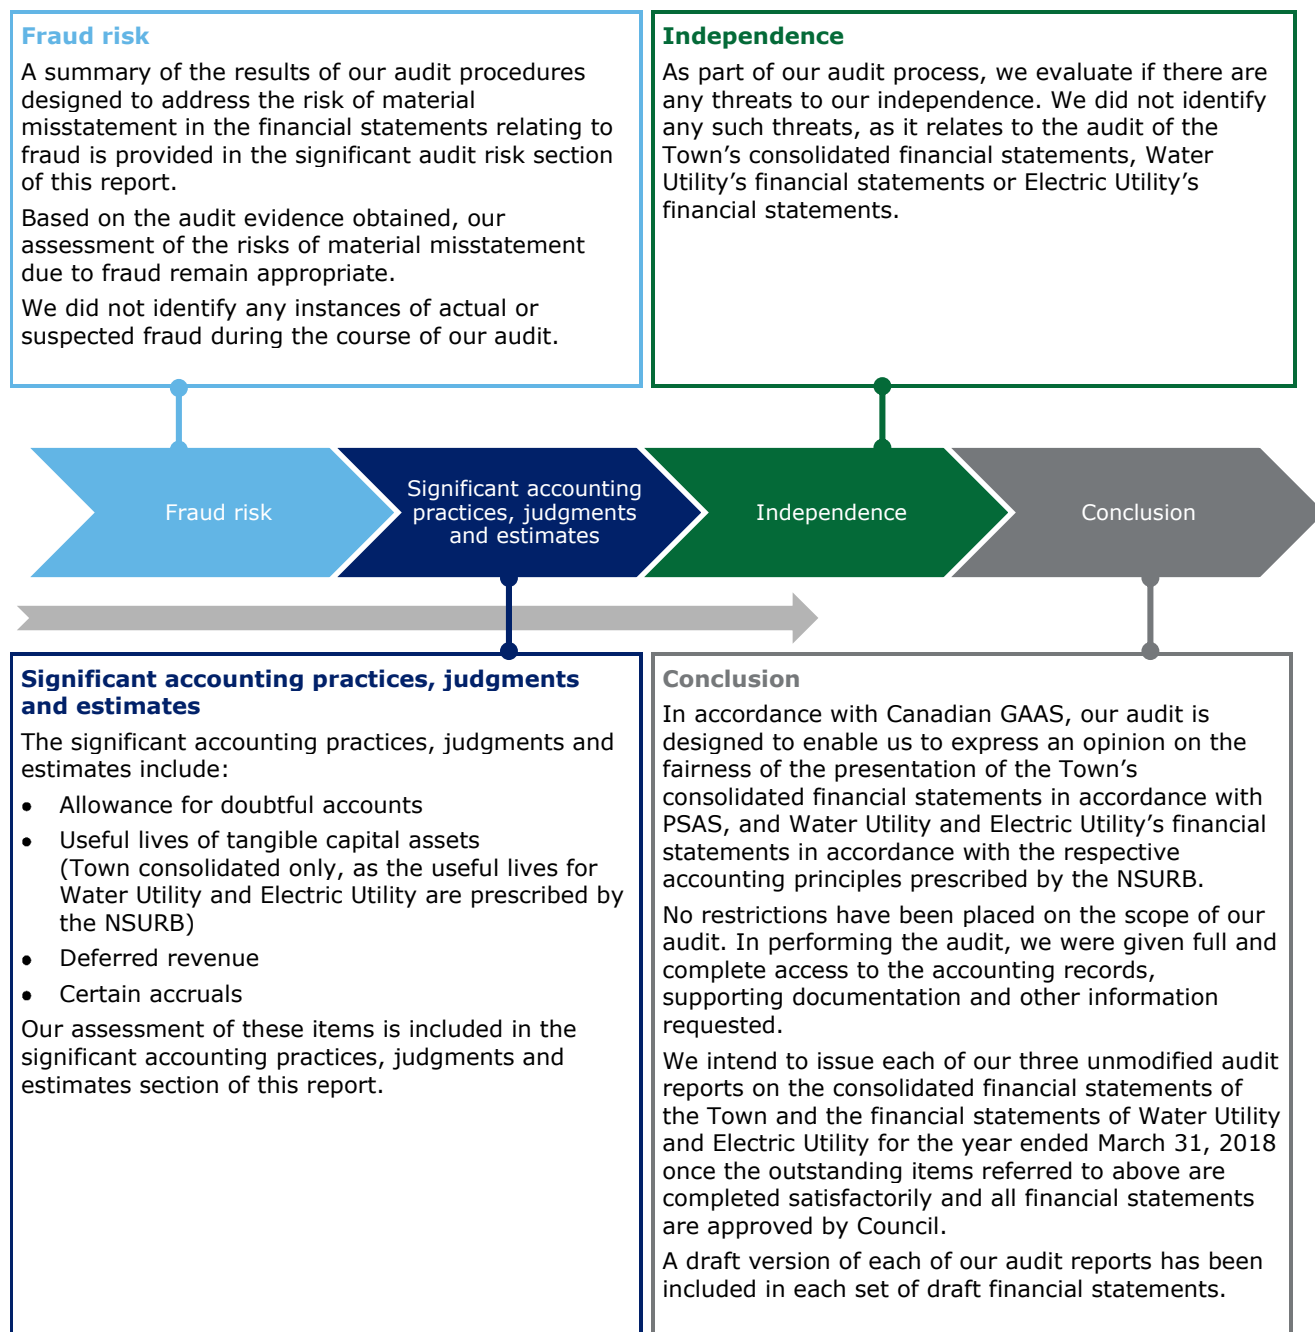 Fraud risk
A summary of the results of our audit procedures
designed to address the risk of material
misstatement in the financial statements relating to
fraud is provided in the significant audit risk section
of this report.
Based on the audit evidence obtained, our
assessment of the risks of material misstatement
due to fraud remain appropriate.
We did not identify any instances of actual or
suspected fraud during the course of our audit.
Independence
As part of our audit process, we evaluate if there are
any threats to our independence. We did not identify
any such threats, as it relates to the audit of the
Town’s consolidated financial statements, Water
Utility’s financial statements or Electric Utility’s
financial statements.
Fraud risk
Significant accounting
practices, judgments
and estimates
Independence
Conclusion
Significant accounting practices, judgments
and estimates
The significant accounting practices, judgments and
estimates include:
• Allowance for doubtful accounts
• Useful lives of tangible capital assets
(Town consolidated only, as the useful lives for
Water Utility and Electric Utility are prescribed by
the NSURB)
• Deferred revenue
• Certain accruals
Our assessment of these items is included in the
significant accounting practices, judgments and
estimates section of this report.
Conclusion
In accordance with Canadian GAAS, our audit is
designed to enable us to express an opinion on the
fairness of the presentation of the Town’s
consolidated financial statements in accordance with
PSAS, and Water Utility and Electric Utility’s financial
statements in accordance with the respective
accounting principles prescribed by the NSURB.
No restrictions have been placed on the scope of our
audit. In performing the audit, we were given full and
complete access to the accounting records,
supporting documentation and other information
requested.
We intend to issue each of our three unmodified audit
reports on the consolidated financial statements of
the Town and the financial statements of Water Utility
and Electric Utility for the year ended March 31, 2018
once the outstanding items referred to above are
completed satisfactorily and all financial statements
are approved by Council.
A draft version of each of our audit reports has been
included in each set of draft financial statements.